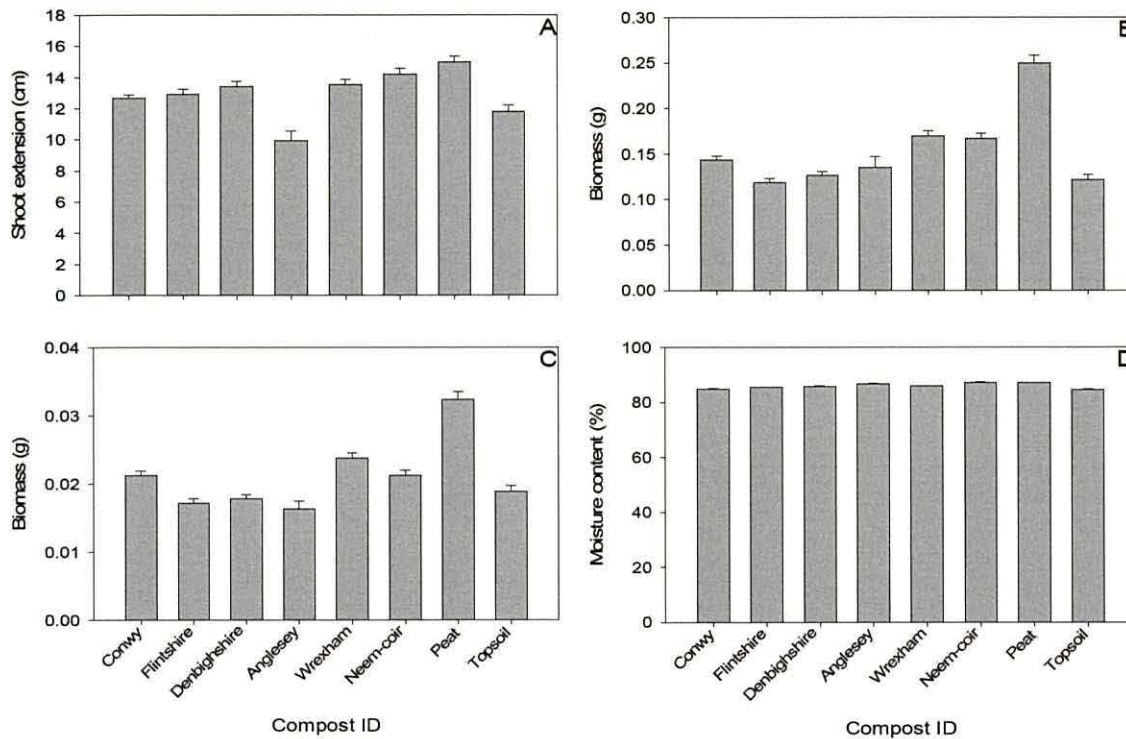 A
Shoot extension (cm)
18
16
14
12
10
8
6
4
2
0
B
Biomass (g)
0.30
0.25
0.20
0.15
0.10
0.05
0.00
C
Biomass (g)
0.04
0.03
0.02
0.01
0.00
Conwy
Flintshire
Denbighshire
Anglesey
Wrexham
Neem-coir
Peat
Topsoil
Compost ID
D
Moisture content (%)
100
80
60
40
20
0
Conwy
Flintshire
Denbighshire
Anglesey
Wrexham
Neem-coir
Peat
Topsoil
Compost ID